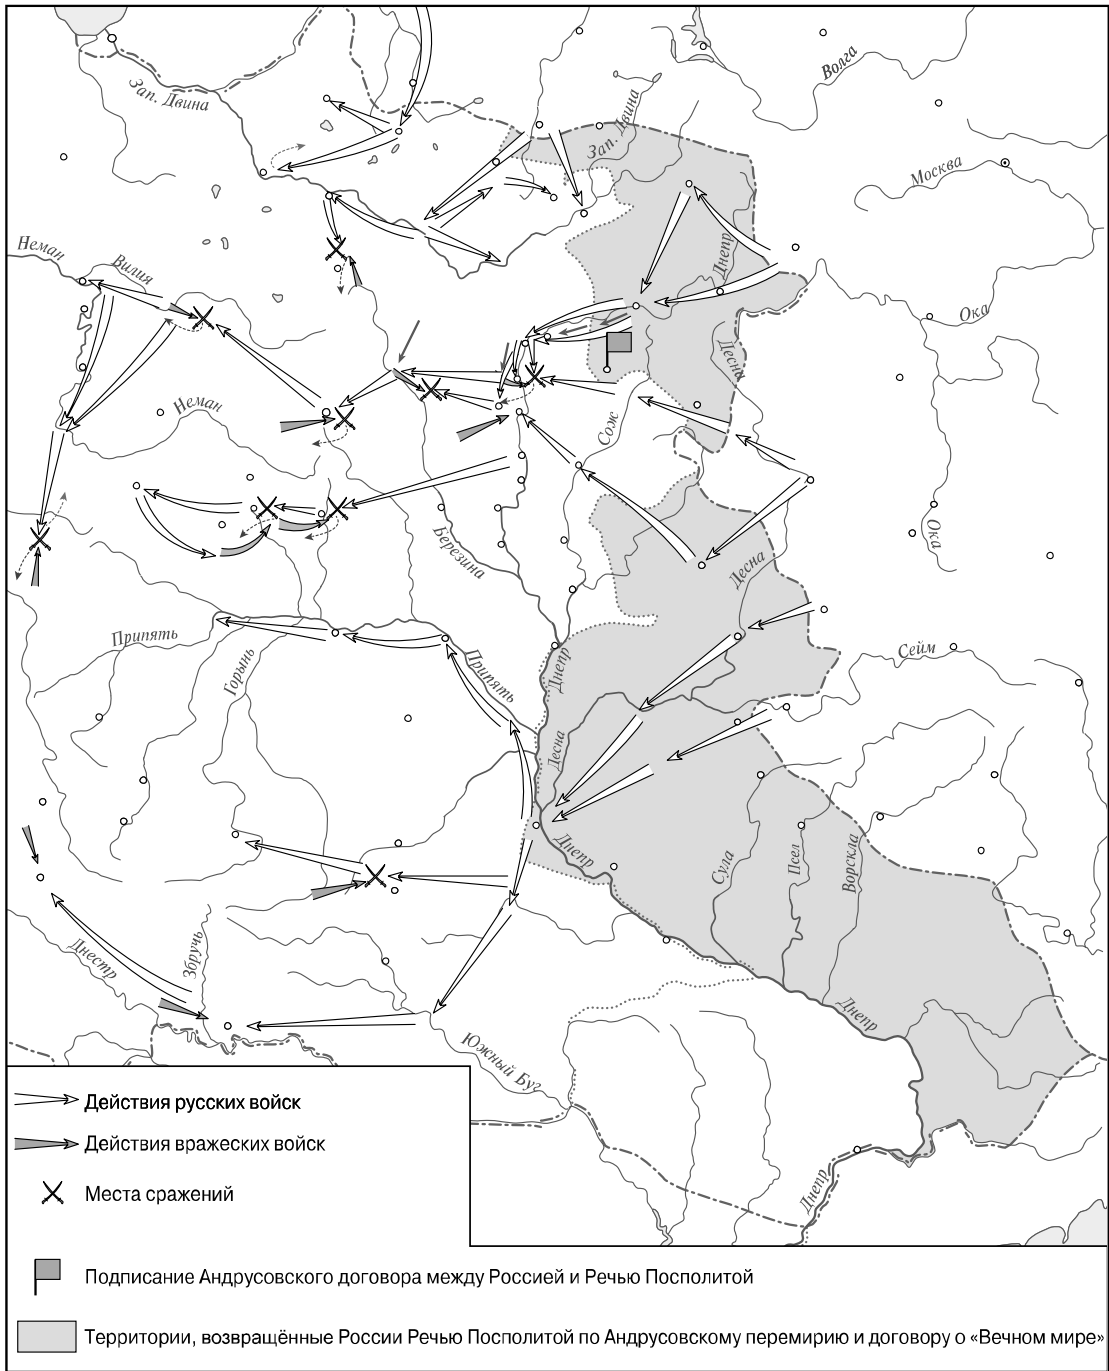 Зап. Двина
Волга
Зап. Двина
Москва
Неман
Вилия
Днепр
Ока
Десна
Неман
Сож
Ока
Березина
Десна
Припять
Горынь
Припять
Днепр
Сейм
Десна
Днепр
Сула
Псел
Ворскла
Днестр
Збручь
Днепр
Южный Буг
Днепр
Действия русских войск
Действия вражеских войск
Места сражений
Подписание Андрусовского договора между Россией и Речью Посполитой
Территории, возвращённые России Речью Посполитой по Андрусовскому перемирию и договору о «Вечном мире»